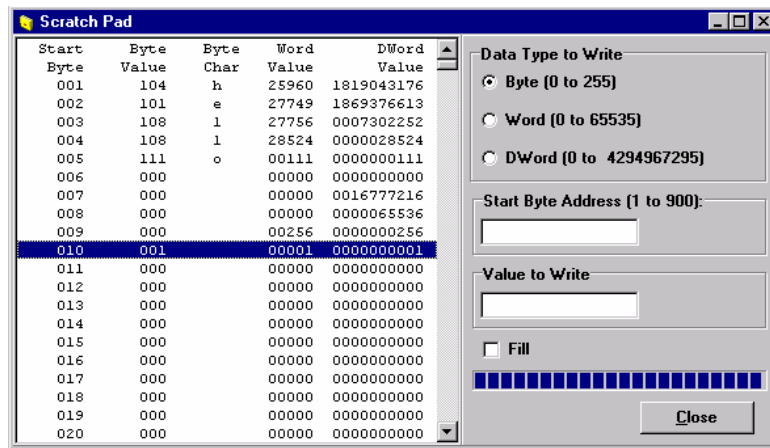 Scratch Pad
Start Byte Byte Word DWord
Byte Value Char Value Value
001 104 h 25960 1819043176
002 101 e 27749 1869376613
003 108 l 27756 0007302252
004 108 l 28524 0000028524
005 111 o 00111 0000000111
006 000 00000 0000000000
007 000 00000 0016777216
008 000 00000 0000065536
009 000 00256 0000000256
010 001 00001 0000000001
011 000 00000 0000000000
012 000 00000 0000000000
013 000 00000 0000000000
014 000 00000 0000000000
015 000 00000 0000000000
016 000 00000 0000000000
017 000 00000 0000000000
018 000 00000 0000000000
019 000 00000 0000000000
020 000 00000 0000000000
Data Type to Write
Byte (0 to 255)
Word (0 to 65535)
DWord (0 to 4294967295)
Start Byte Address (1 to 900):
Value to Write
Fill
Close